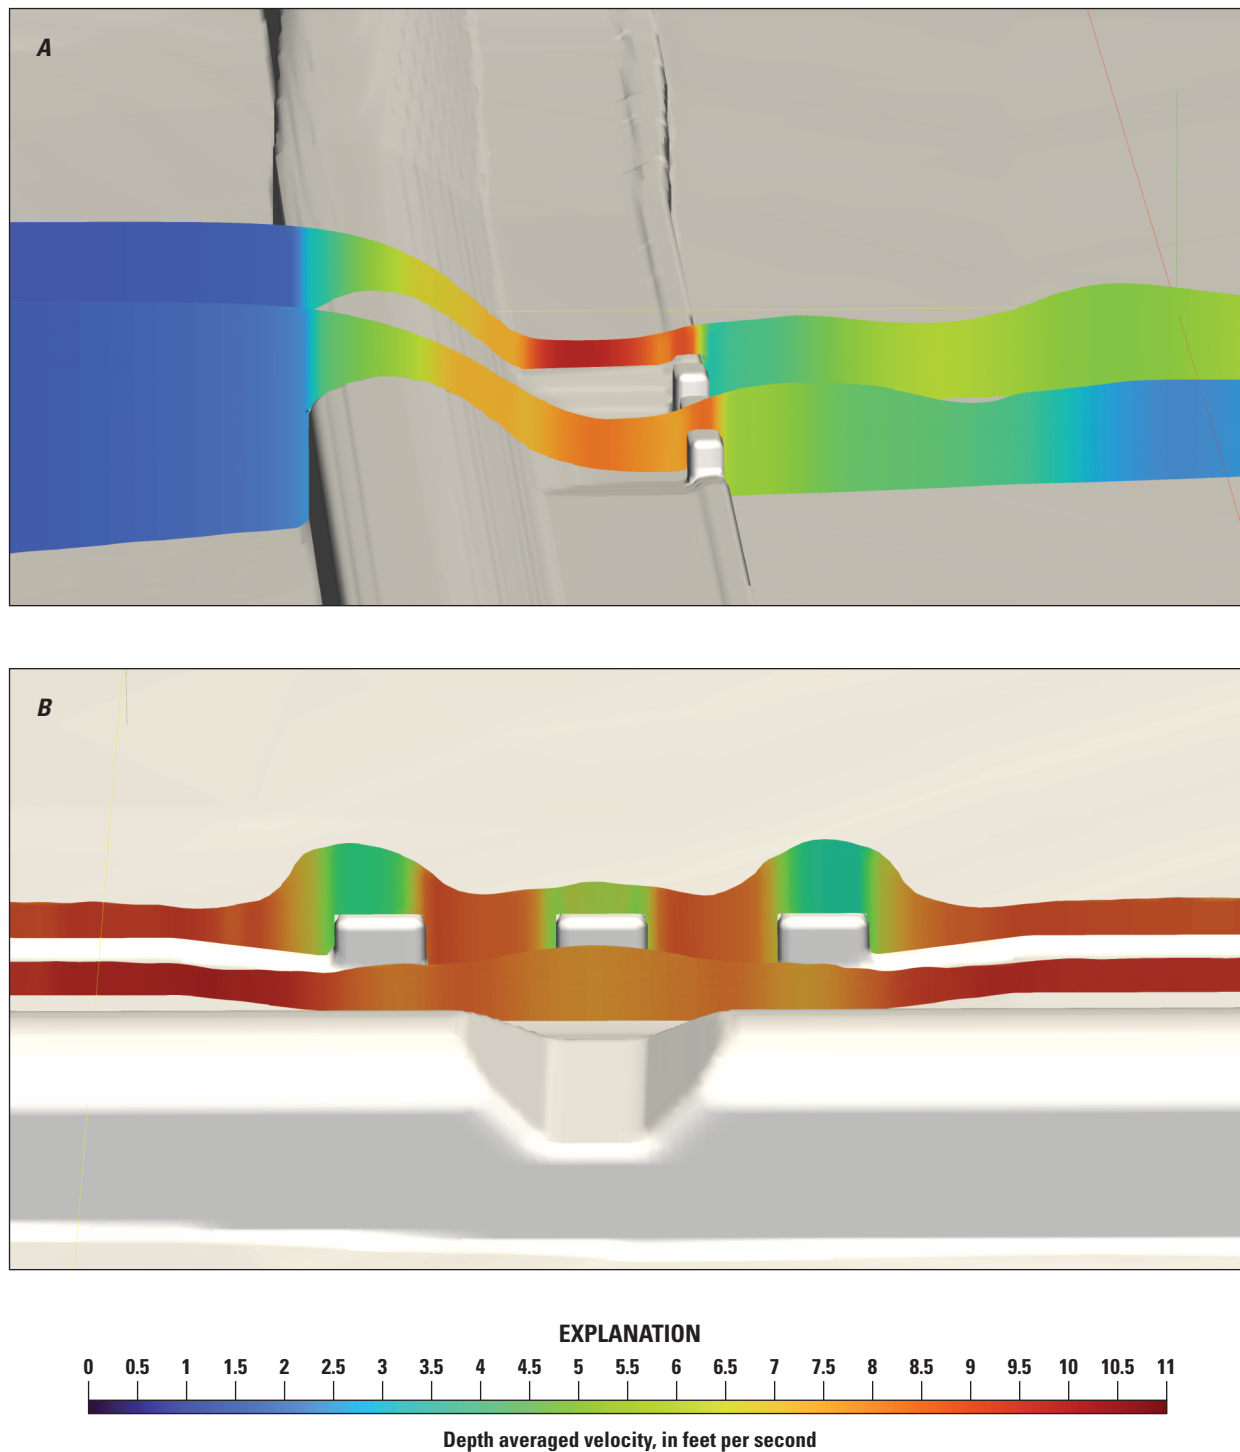 A
B
EXPLANATION
0 0.5 1 1.5 2 2.5 3 3.5 4 4.5 5 5.5 6 6.5 7 7.5 8 8.5 9 9.5 10 10.5 11
Depth averaged velocity, in feet per second